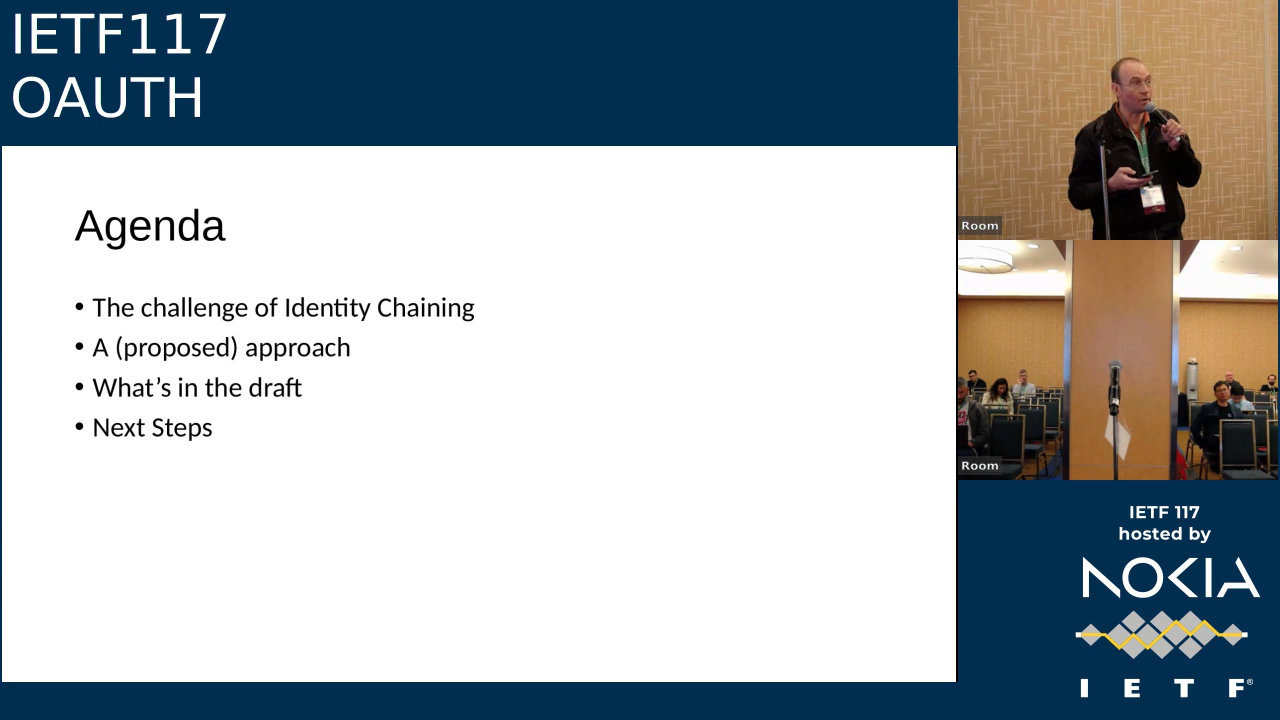 IETF117
OAUTH
Agenda
• The challenge of Identity Chaining
• A (proposed) approach
• What’s in the draft
• Next Steps
Room
Room
IETF 117
hosted by
NOKIA
I E T F®